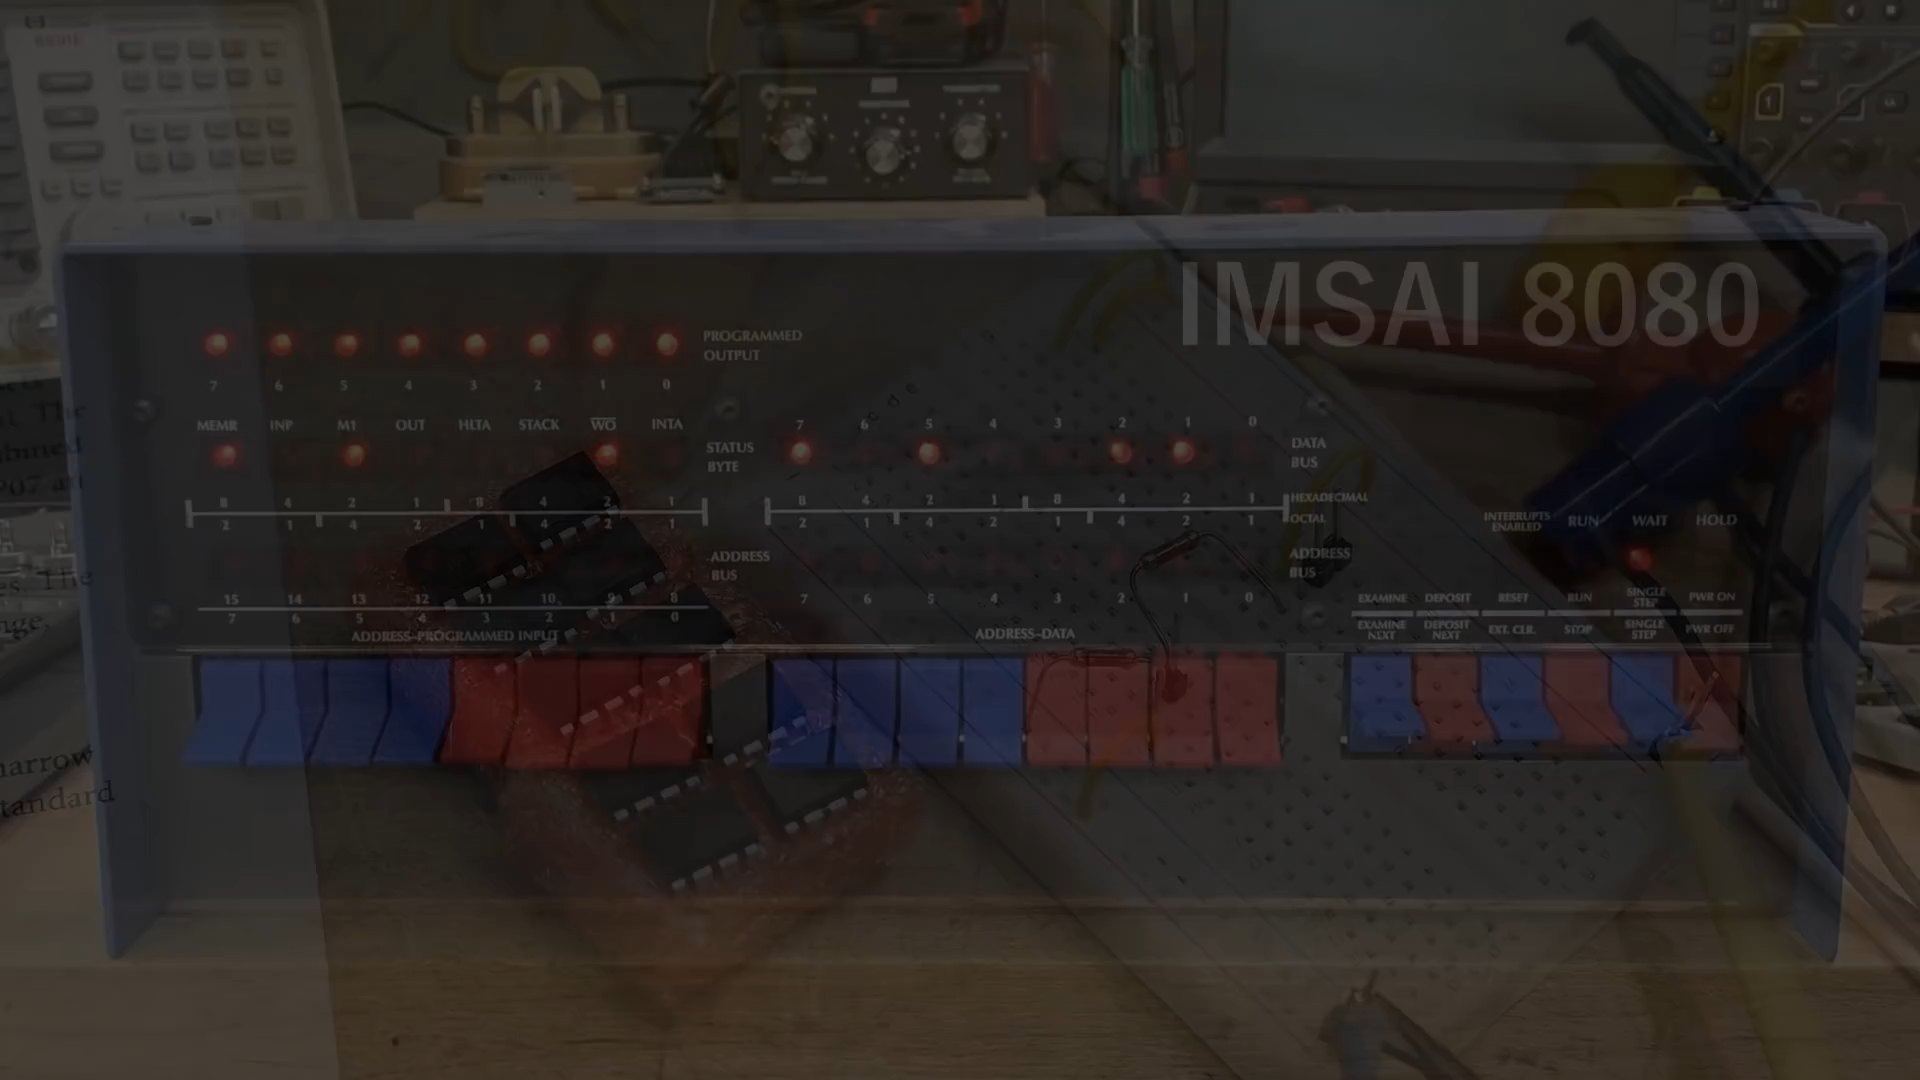 8591E
IMSAI 8080
PROGRAMMED
OUTPUT
7 6 5 4 3 2 1 0
MEMR INP M1 OUT HLTA STACK WO INTA
STATUS
BYTE
7 6 5 4 3 2 1 0
DATA
BUS
8 4 2 1 8 4 2 1
2 1 4 2 1 4 2 1
8 4 2 1 8 4 2 1
2 1 4 2 1 4 2 1
HEXADECIMAL
OCTAL
ADDRESS
BUS
ADDRESS
BUS
15 14 13 12 11 10 9 8
7 6 5 4 3 2 1 0
ADDRESS-PROGRAMMED INPUT
7 6 5 4 3 2 1 0
ADDRESS-DATA
INTERRUPTS
ENABLED
RUN WAIT HOLD
EXAMINE DEPOSIT RESET RUN SINGLE STEP PWR ON
EXAMINE NEXT DEPOSIT NEXT EXT. CLR. STOP SINGLE STEP PWR OFF
The
narrow
standard
code